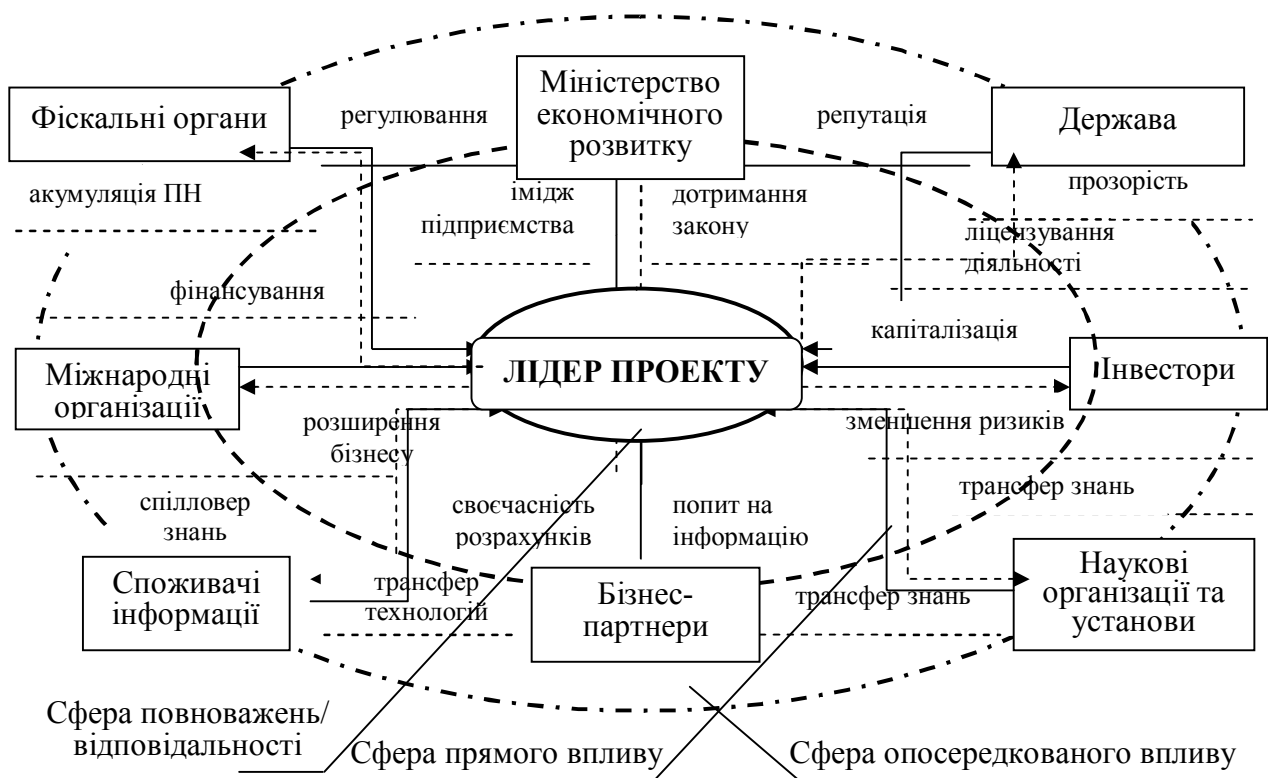 Фіскальні органи
регулювання
Міністерство
економічного
розвитку
репутація
Держава
акумуляція ПН
імідж
підприємства
дотримання
закону
прозорість
ліцензування
діяльності
фінансування
капіталізація
Міжнародні
організації
ЛІДЕР ПРОЕКТУ
Інвестори
розширення
бізнесу
зменшення ризиків
спілловер
знань
своєчасність
розрахунків
попит на
інформацію
трансфер знань
Споживачі
інформації
трансфер
технологій
Бізнес-
партнери
трансфер знань
Наукові
організації та
установи
Сфера повноважень/
відповідальності
Сфера прямого впливу
Сфера опосередкованого впливу